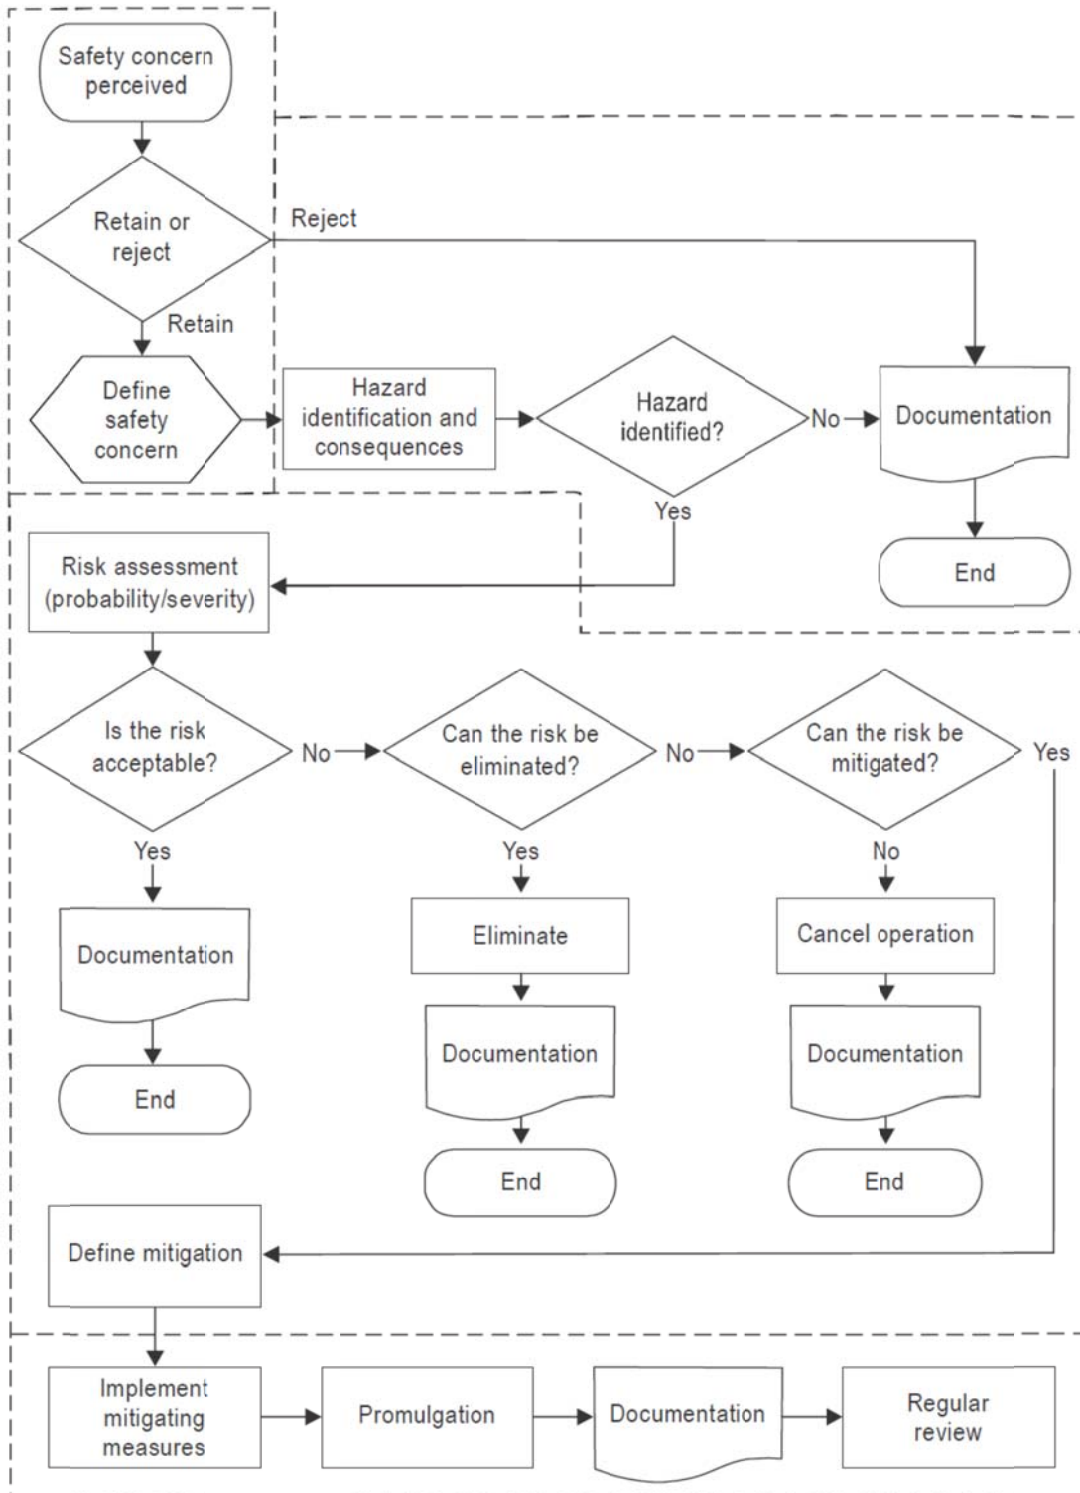 Safety concern
perceived
Retain or
reject
Reject
Retain
Define
safety
concern
Hazard
identification and
consequences
Hazard
identified?
No
Documentation
Yes
End
Risk assessment
(probability/severity)
Is the risk
acceptable?
No
Can the risk be
eliminated?
No
Can the risk be
mitigated?
Yes
Yes
Yes
No
Documentation
Eliminate
Cancel operation
Documentation
Documentation
End
End
End
Define mitigation
Implement
mitigating
measures
Promulgation
Documentation
Regular
review